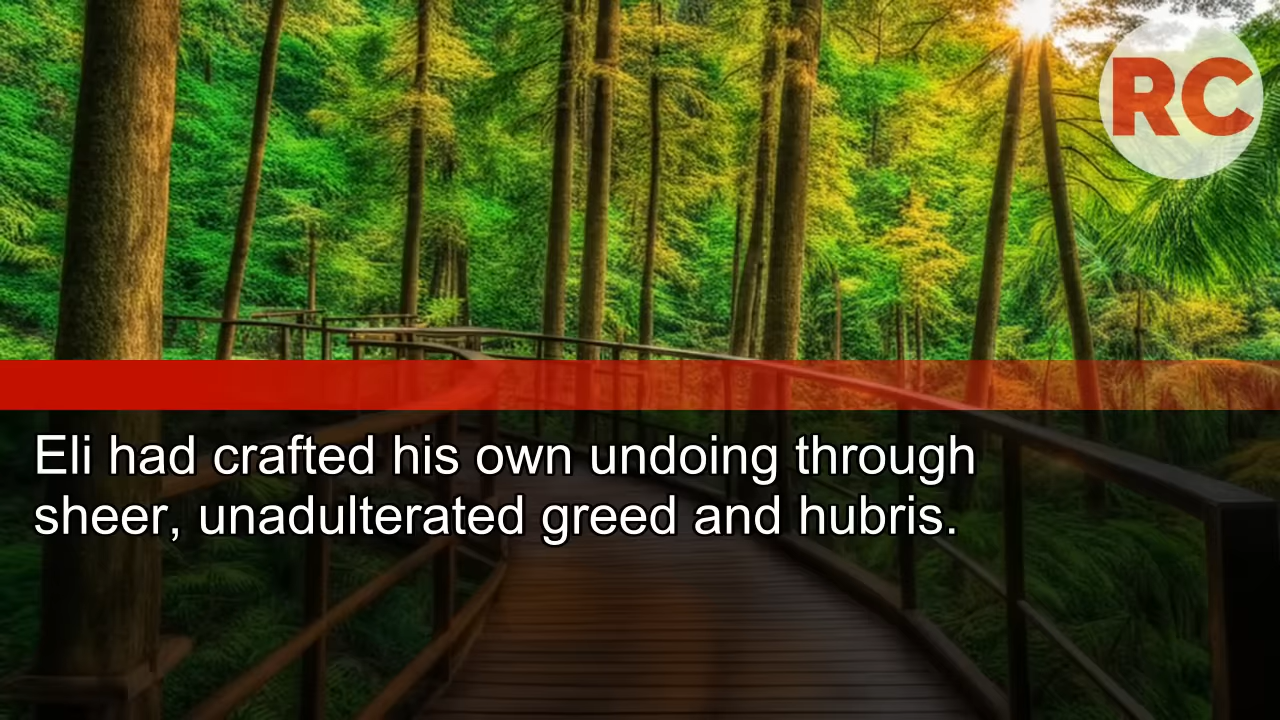 RC
Eli had crafted his own undoing through
sheer, unadulterated greed and hubris.